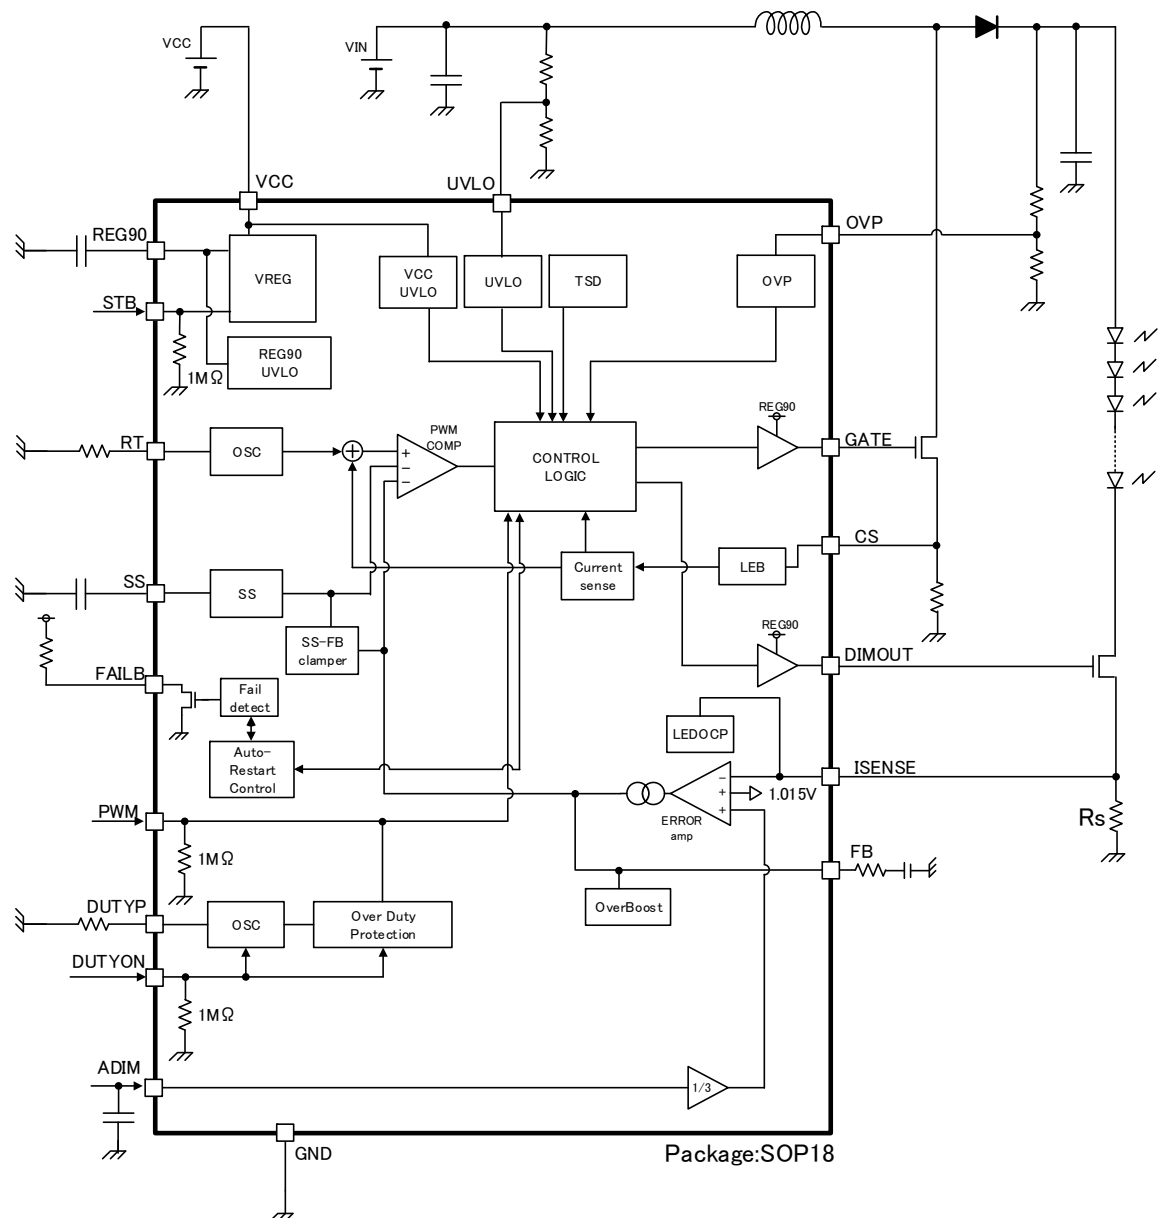 VCC
VIN
VCC
UVLO
REG90
OVP
VREG
VCC
UVLO
UVLO
TSD
OVP
STB
1MΩ
REG90
UVLO
REG90
RT
OSC
+
−
−
PWM
COMP
CONTROL
LOGIC
GATE
CS
SS
SS
Current
sense
LEB
SS-FB
clamper
REG90
DIMOUT
FAILB
Fail
detect
LEDOCP
Auto-
Restart
Control
ISENSE
−
+
+
1.015V
ERROR
amp
PWM
Rs
1MΩ
FB
OverBoost
DUTYP
OSC
Over Duty
Protection
DUTYON
1MΩ
ADIM
1/3
GND
Package:SOP18